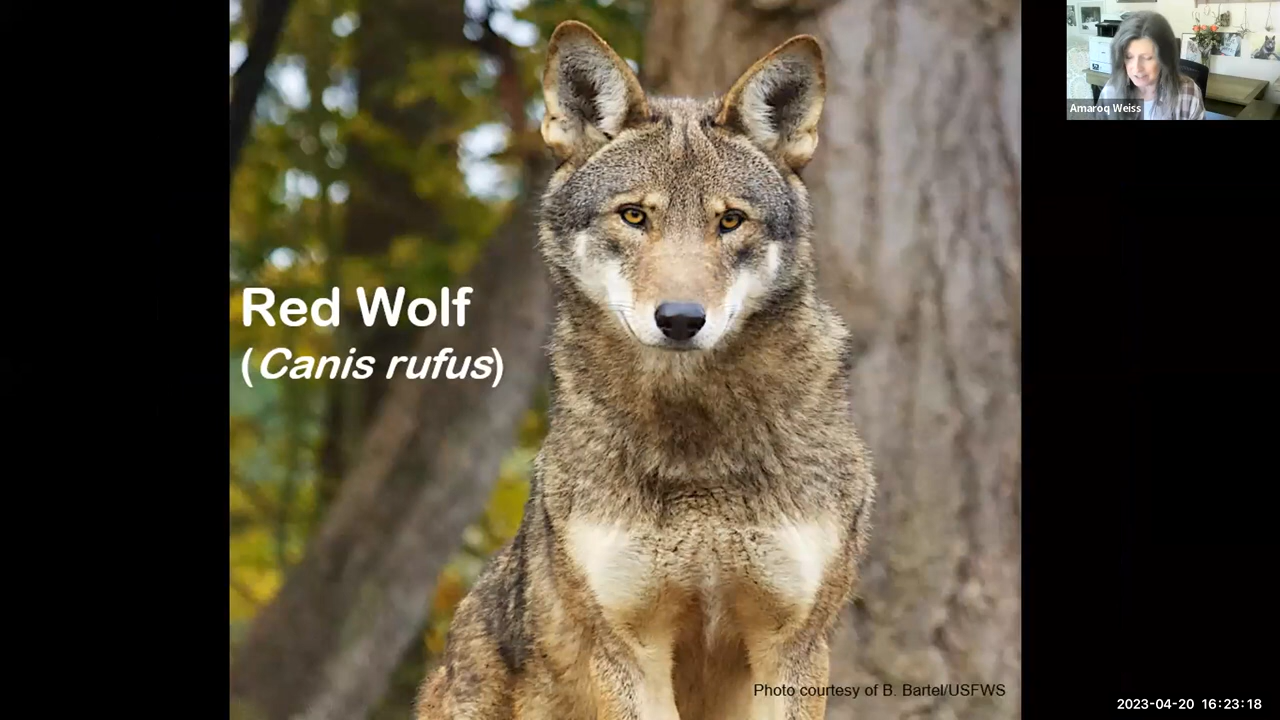 Amaroq Weiss
Red Wolf
(Canis rufus)
Photo courtesy of B. Bartel/USFWS
2023-04-20 16:23:18